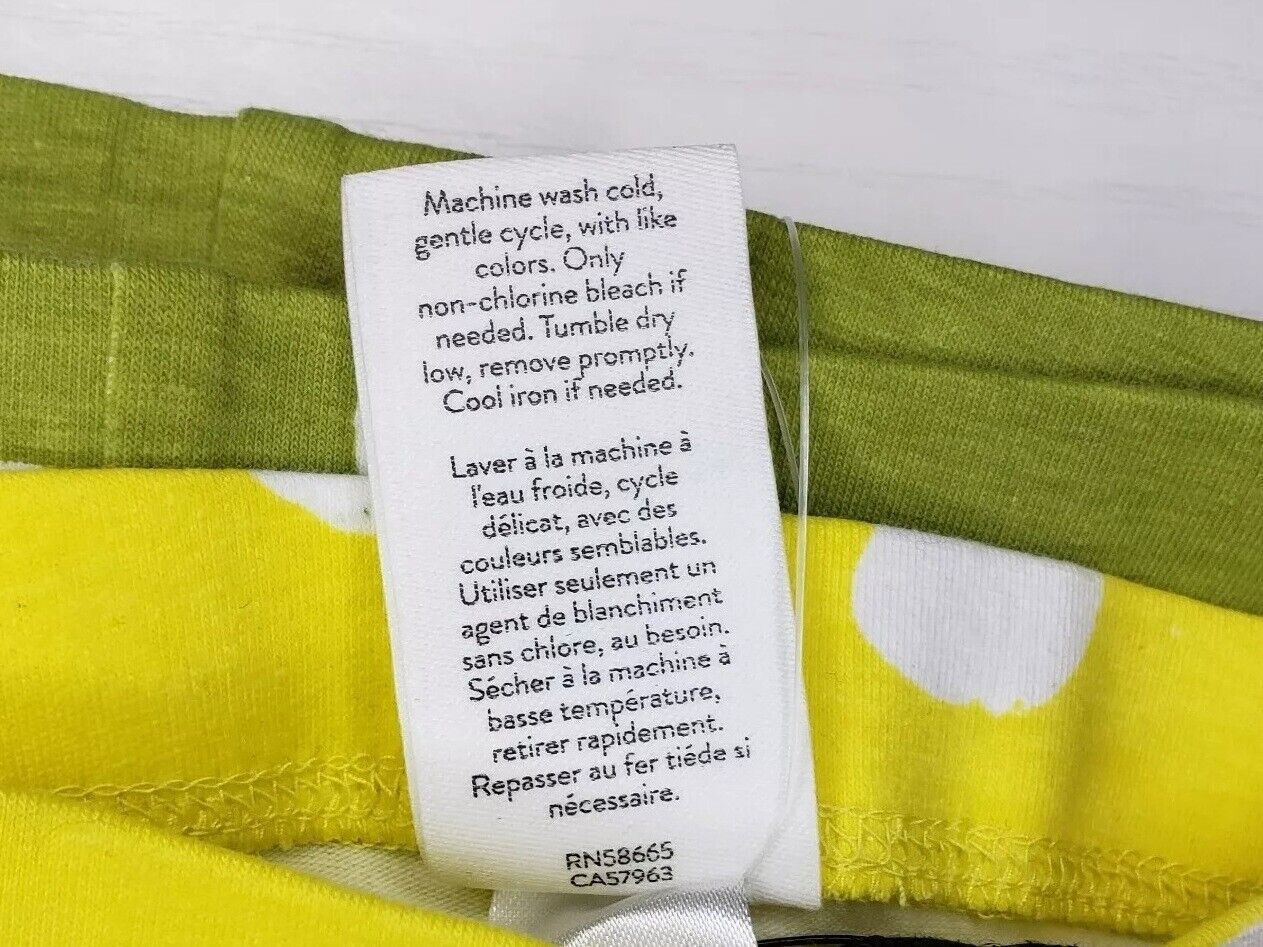 Machine wash cold,
gentle cycle, with like
colors. Only
non-chlorine bleach if
needed. Tumble dry
low, remove promptly.
Cool iron if needed.
Laver à la machine à
l'eau froide, cycle
délicat, avec des
couleurs semblables.
Utiliser seulement un
agent de blanchiment
sans chlore, au besoin.
Sécher à la machine à
basse température,
retirer rapidement.
Repasser au fer tiéde si
nécessaire.
RN58665
CA57963